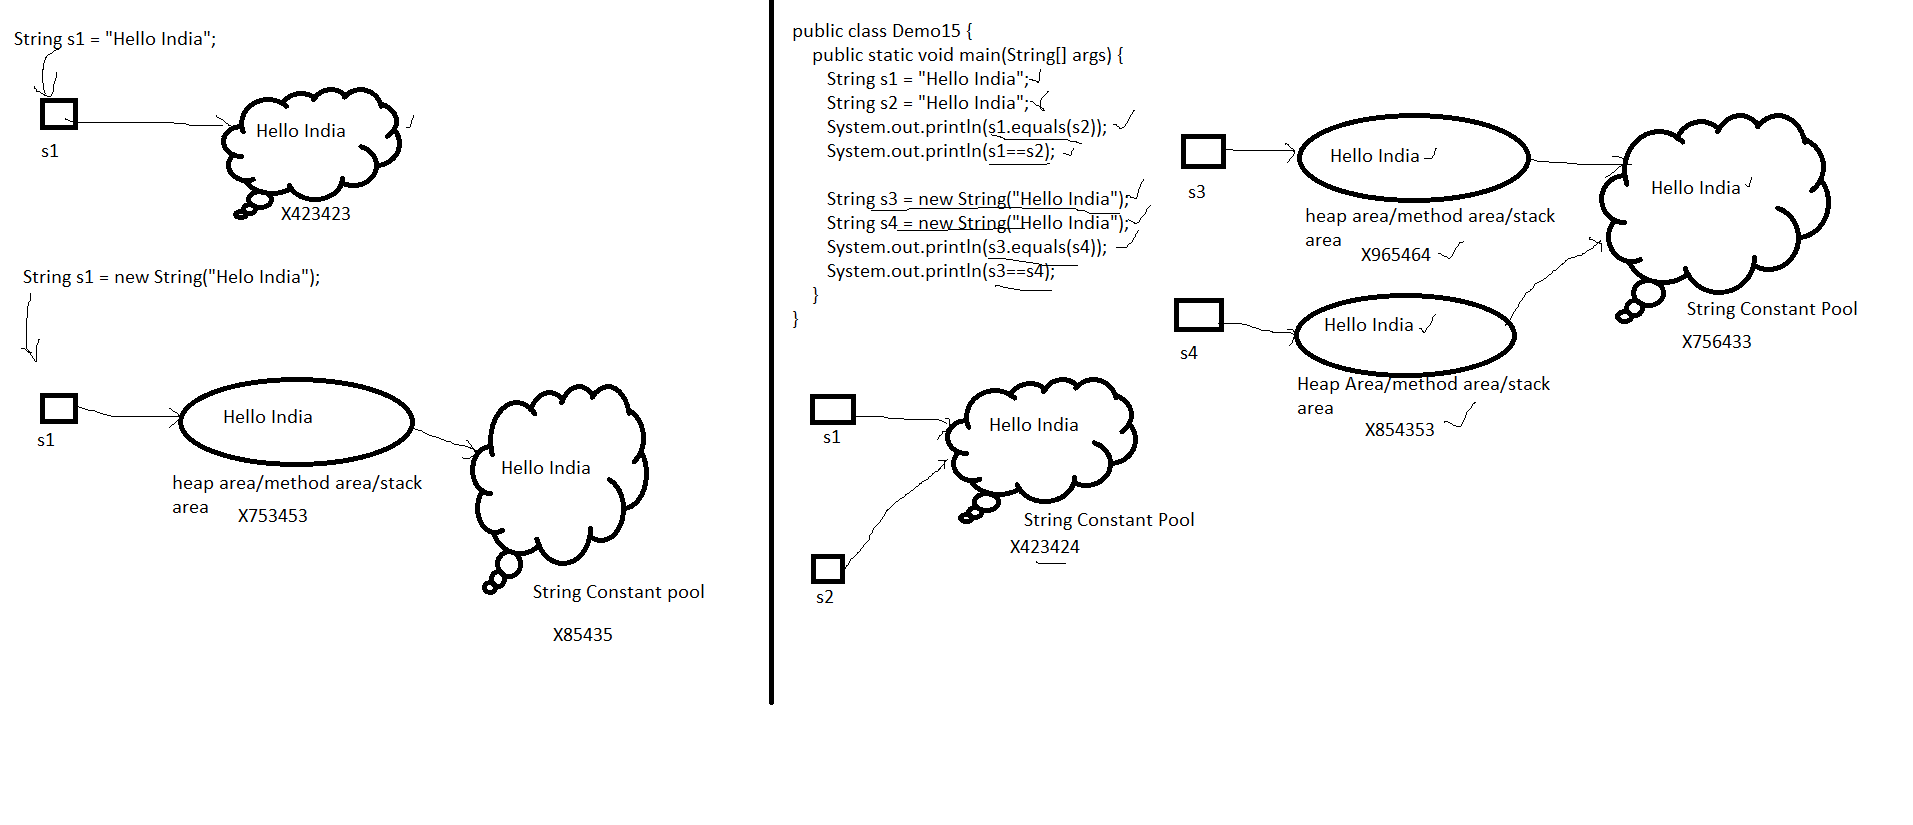 String s1 = "Hello India";
Hello India
s1
X423423
String s1 = new String("Helo India");
Hello India
s1
heap area/method area/stack
area
X753453
Hello India
String Constant pool
X85435
public class Demo15 {
public static void main(String[] args) {
String s1 = "Hello India";
String s2 = "Hello India";
System.out.println(s1.equals(s2));
System.out.println(s1==s2);
String s3 = new String("Hello India");
String s4 = new String("Hello India");
System.out.println(s3.equals(s4));
System.out.println(s3==s4);
}
}
Hello India
s1
String Constant Pool
X423424
s2
Hello India
s3
heap area/method area/stack
area
X965464
Hello India
s4
Heap Area/method area/stack
area
X854353
Hello India
String Constant Pool
X756433